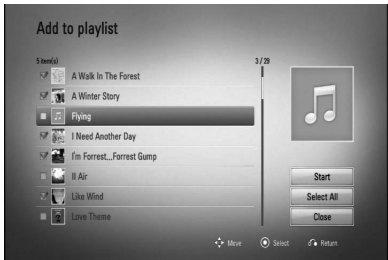 Add to playlist
5 item(s)
3 / 29
A Walk In The Forest
A Winter Story
Flying
I Need Another Day
I'm Forrest,,,Forrest Gump
Il Air
Like Wind
Love Theme
Start
Select All
Close
Move Select Return